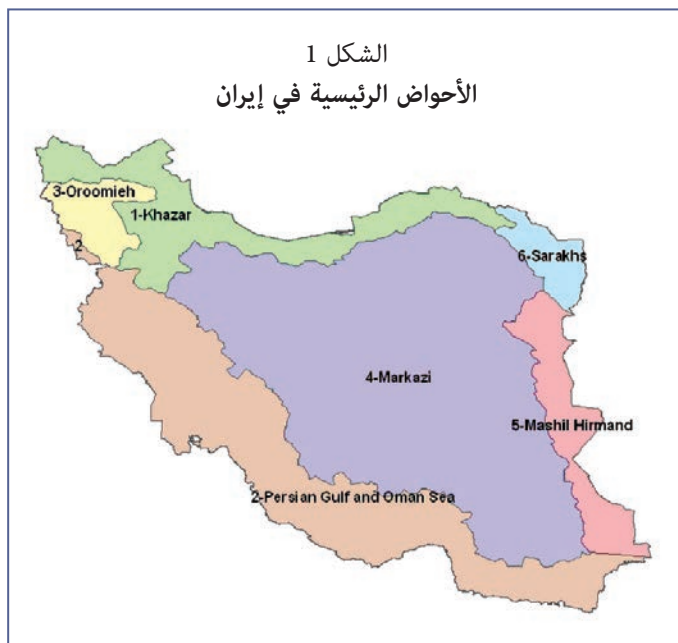 الشكل 1
الأحواض الرئيسية في إيران
3-Oroomieh
1-Khazar
2
6-Sarakhs
4-Markazi
5-Mashil Hirmand
2-Persian Gulf and Oman Sea